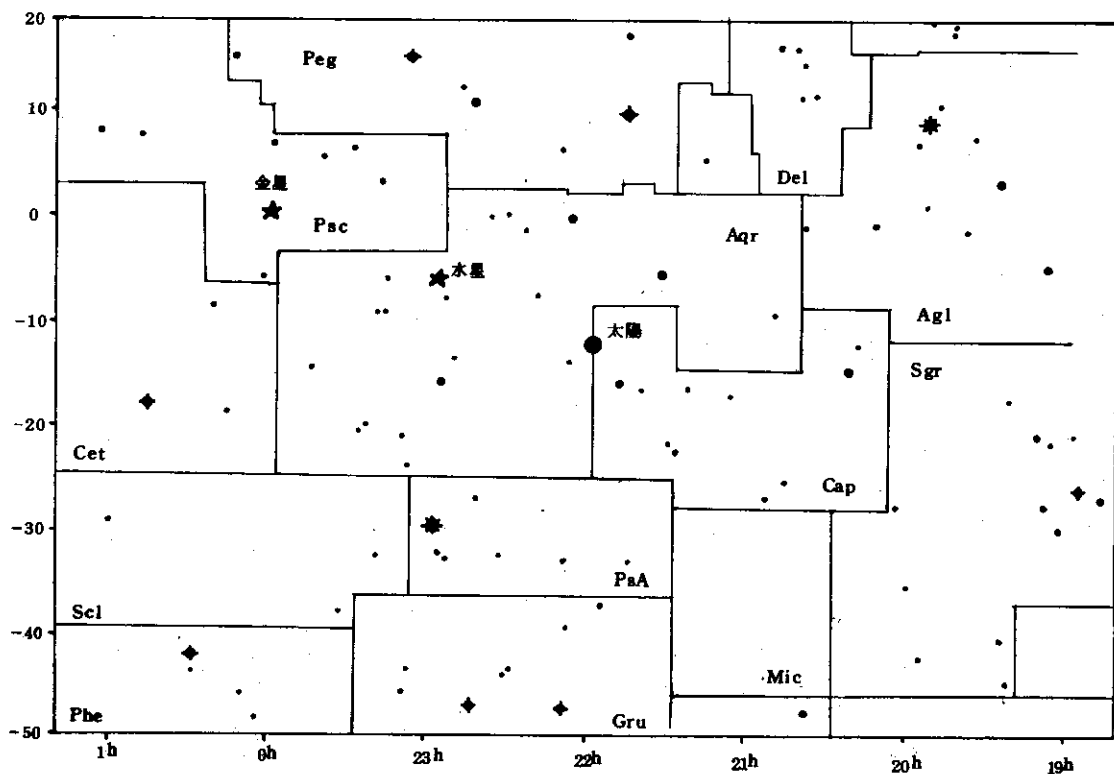 20
Peg
10
Del
金星
0
Psc
Aqr
水星
-10
太陽
Agl
Sgr
-20
Cet
Cap
-30
PsA
Scl
-40
Mic
Phe
Gru
-50
1h 0h 23h 22h 21h 20h 19h